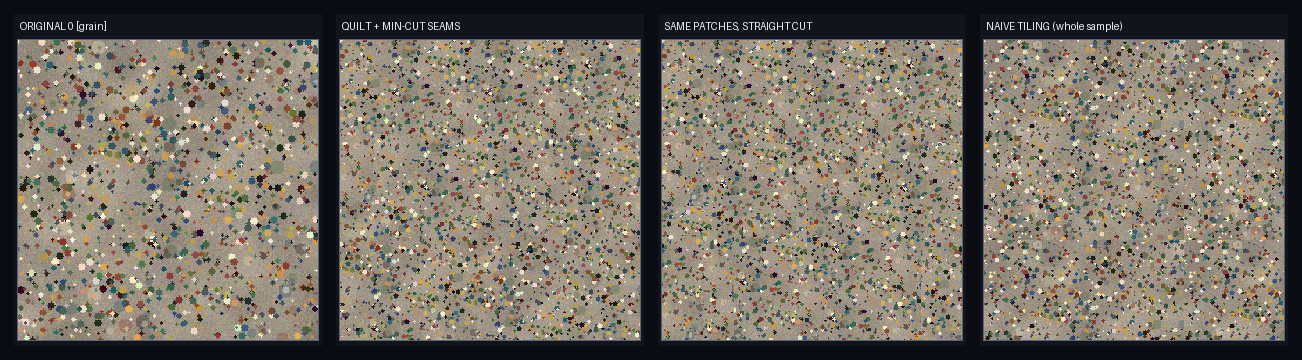 ORIGINAL 0 [grain]
QUILT + MIN-CUT SEAMS
SAME PATCHES, STRAIGHT CUT
NAIVE TILING (whole sample)